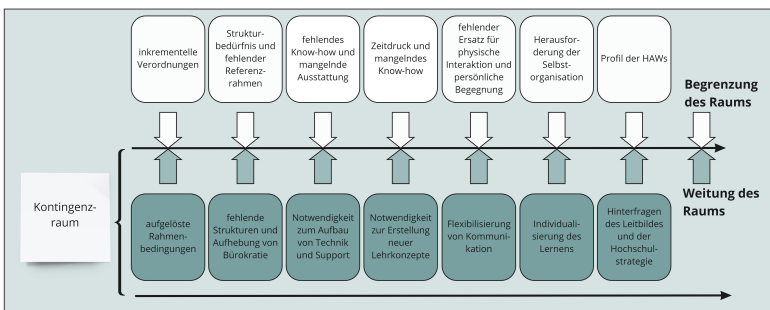 inkrementelle
Verordnungen
Struktur-
bedürfnis und
fehlender
Referenz-
rahmen
fehlendes
Know-how und
mangelnde
Ausstattung
Zeitdruck und
mangelndes
Know-how
fehlender
Ersatz für
physische
Interaktion und
persönliche
Begegnung
Herausfor-
derung der
Selbst-
organisation
Profil der HAWs
Begrenzung
des Raums
Kontingenz-
raum
Weitung des
Raums
aufgelöste
Rahmen-
bedingungen
fehlende
Strukturen und
Aufhebung von
Bürokratie
Notwendigkeit
zum Aufbau
von Technik
und Support
Notwendigkeit
zur Erstellung
neuer
Lehrkonzepte
Flexibilisierung
von Kommuni-
kation
Individuali-
sierung des
Lernens
Hinterfragen
des Leitbildes
und der
Hochschul-
strategie